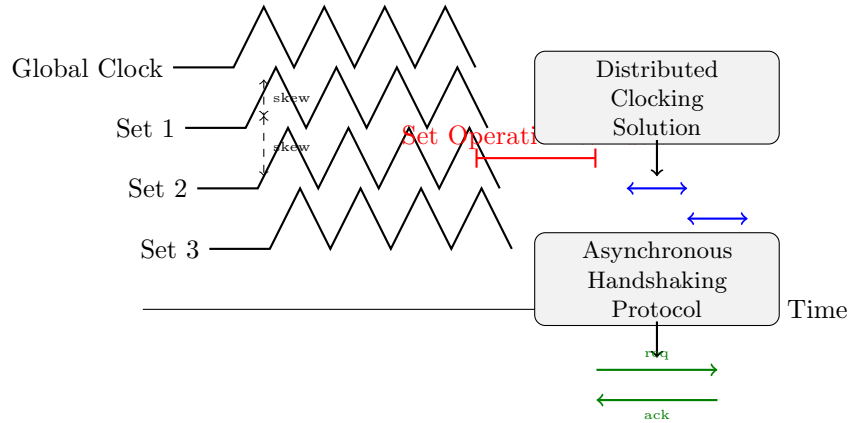 Global Clock
skew
Set 1
skew
Set 2
Set 3
Set
Distributed
Clocking
Solution
Asynchronous
Handshaking
Protocol
Time
req
ack